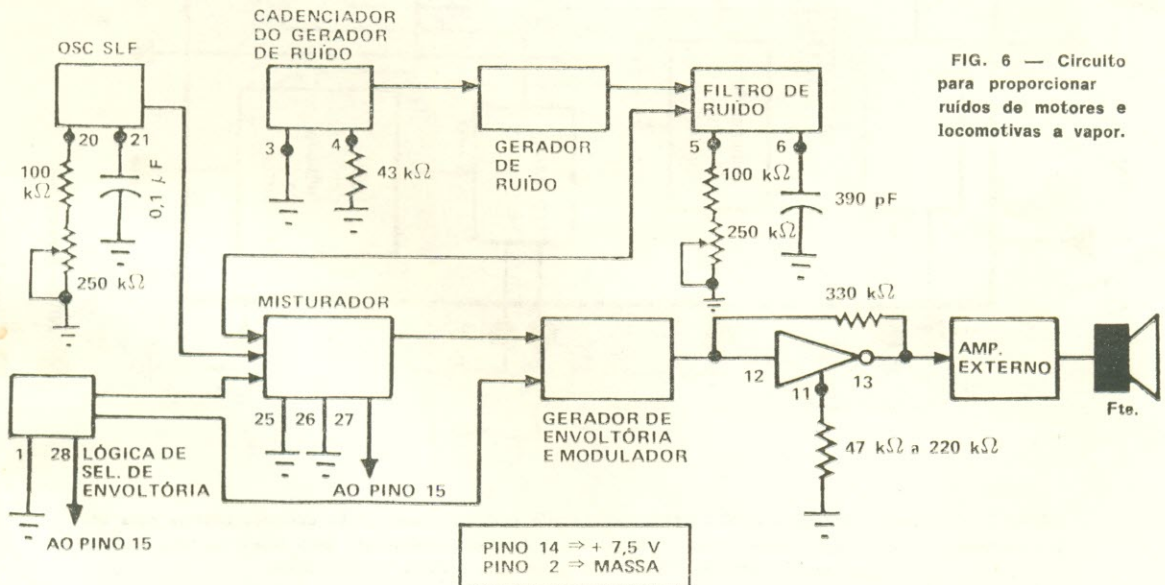 CADENCIADOR
DO GERADOR
DE RUÍDO
OSC SLF
20
21
100
kΩ
0,1 µF
250 kΩ
3
4
43 kΩ
GERADOR
DE
RUÍDO
FILTRO DE
RUÍDO
5
6
100 kΩ
250 kΩ
390 pF
FIG. 6 — Circuito
para proporcionar
ruídos de motores e
locomotivas a vapor.
MISTURADOR
25
26
27
AO PINO 15
1
28
LÓGICA DE
SEL. DE
ENVOLTÓRIA
AO PINO 15
GERADOR DE
ENVOLTÓRIA
E MODULADOR
330 kΩ
12
13
11
47 kΩ a 220 kΩ
AMP.
EXTERNO
Fte.
PINO 14 ⇒ + 7,5 V
PINO 2 ⇒ MASSA